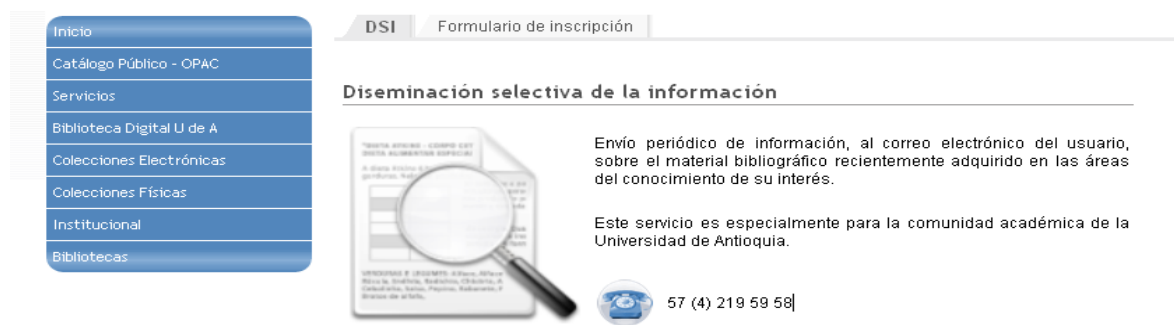 Inicio
Catálogo Público - OPAC
Servicios
Biblioteca Digital U de A
Colecciones Electrónicas
Colecciones Físicas
Institucional
Bibliotecas
DSI
Formulario de inscripción
Diseminación selectiva de la información
Envío periódico de información, al correo electrónico del usuario,
sobre el material bibliográfico recientemente adquirido en las áreas
del conocimiento de su interés.
Este servicio es especialmente para la comunidad académica de la
Universidad de Antioquia.
57 (4) 219 59 58